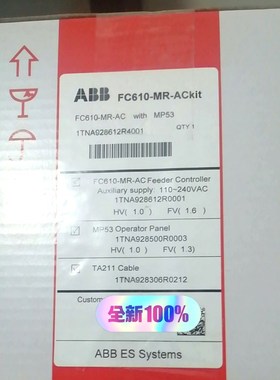 ABB FC610-MR-ACkit
FC610-MR-AC with MP53
1TNA928612R4001 QTY 1
FC610-MR-AC Feeder Controller
Auxiliary supply: 110~240VAC
1TNA928612R0001
HV( 1.0 ) FV( 1.6 )
MP53 Operator Panel
1TNA928500R0003
HV( 1.0 ) FV( 1.3)
TA211 Cable
1TNA928306R0212
Custom
全新100%
ABB ES Systems